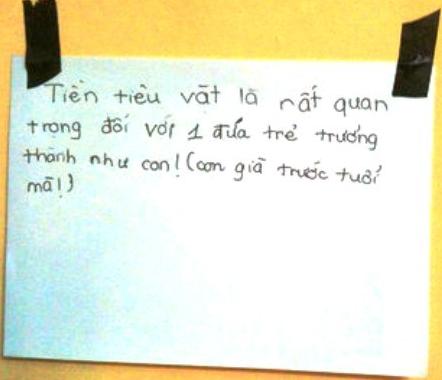 Tiền tiêu vặt là rất quan
trọng đối với 1 đứa trẻ trưởng
thành như con! (con già trước tuổi
mà!)